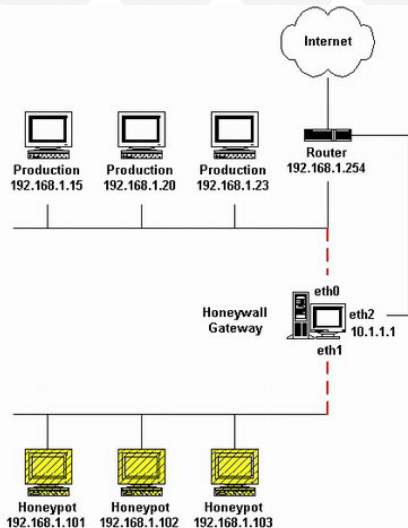 Internet
Production
192.168.1.15
Production
192.168.1.20
Production
192.168.1.23
Router
192.168.1.254
Honeywall
Gateway
eth0
eth2
10.1.1.1
eth1
Honeypot
192.168.1.101
Honeypot
192.168.1.102
Honeypot
192.168.1.103